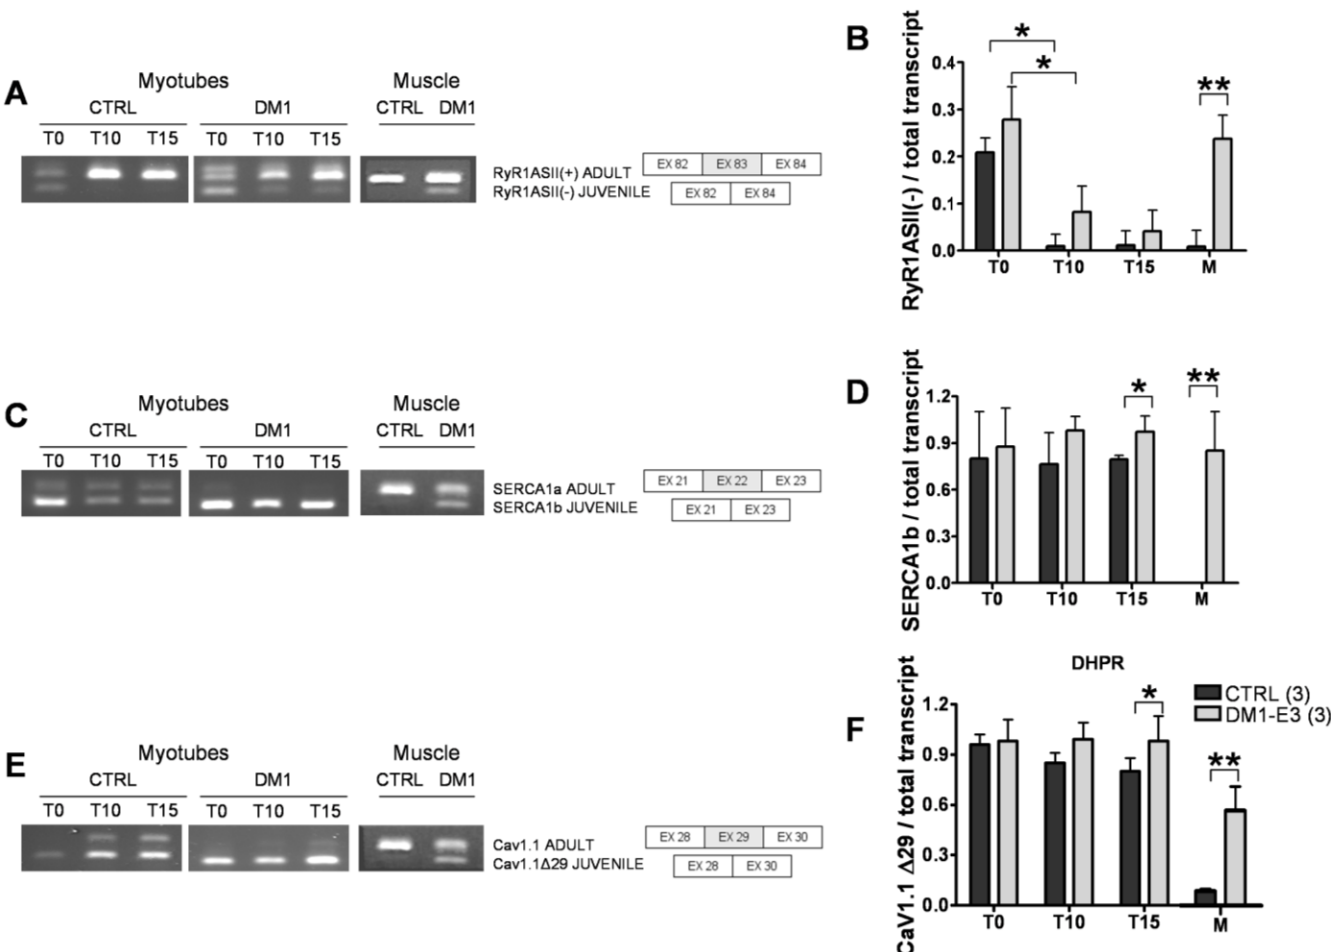 A
Myotubes
Muscle
CTRL
DM1
CTRL
DM1
T0
T10
T15
T0
T10
T15
RyR1ASII(+) ADULT
RyR1ASII(-) JUVENILE
EX 82
EX 83
EX 84
EX 82
EX 84
B
RyR1ASII(-) / total transcript
0.4
0.3
0.2
0.1
0.0
*
*
**
T0
T10
T15
M
C
Myotubes
Muscle
CTRL
DM1
CTRL
DM1
T0
T10
T15
T0
T10
T15
SERCA1a ADULT
SERCA1b JUVENILE
EX 21
EX 22
EX 23
EX 21
EX 23
D
SERCA1b / total transcript
1.2
0.9
0.6
0.3
0.0
*
**
T0
T10
T15
M
E
Myotubes
Muscle
CTRL
DM1
CTRL
DM1
T0
T10
T15
T0
T10
T15
Cav1.1 ADULT
Cav1.1Δ29 JUVENILE
EX 28
EX 29
EX 30
EX 28
EX 30
F
DHPR
CaV1.1 Δ29 / total transcript
1.2
0.9
0.6
0.3
0.0
*
**
CTRL (3)
DM1-E3 (3)
T0
T10
T15
M